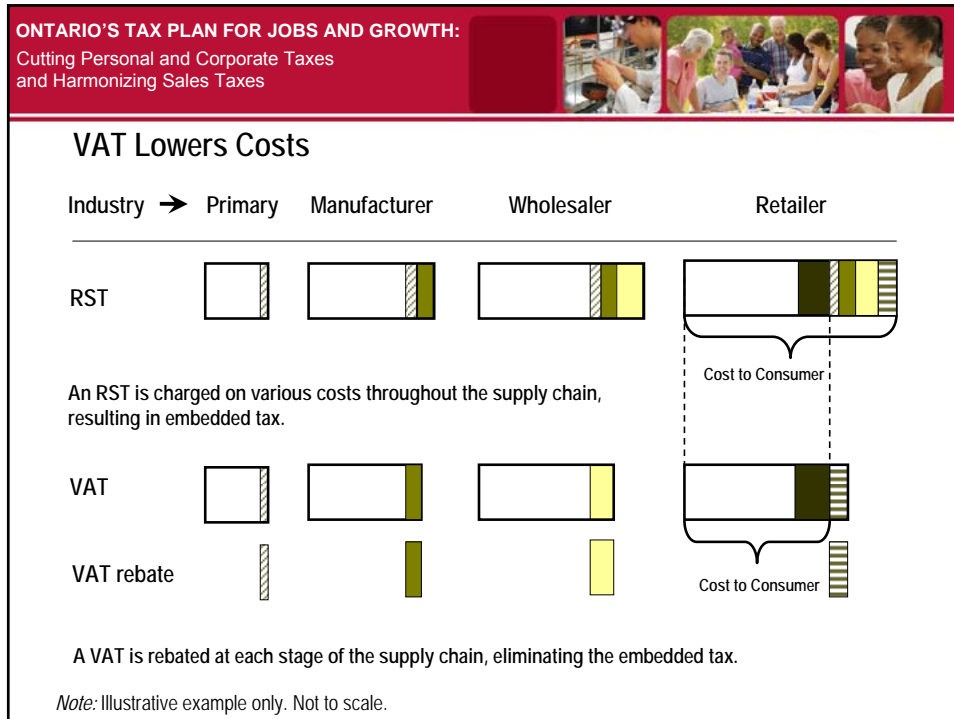 ONTARIO'S TAX PLAN FOR JOBS AND GROWTH:
Cutting Personal and Corporate Taxes
and Harmonizing Sales Taxes
VAT Lowers Costs
Industry → Primary Manufacturer Wholesaler Retailer
RST
Cost to Consumer
An RST is charged on various costs throughout the supply chain,
resulting in embedded tax.
VAT
VAT rebate
Cost to Consumer
A VAT is rebated at each stage of the supply chain, eliminating the embedded tax.
Note: Illustrative example only. Not to scale.